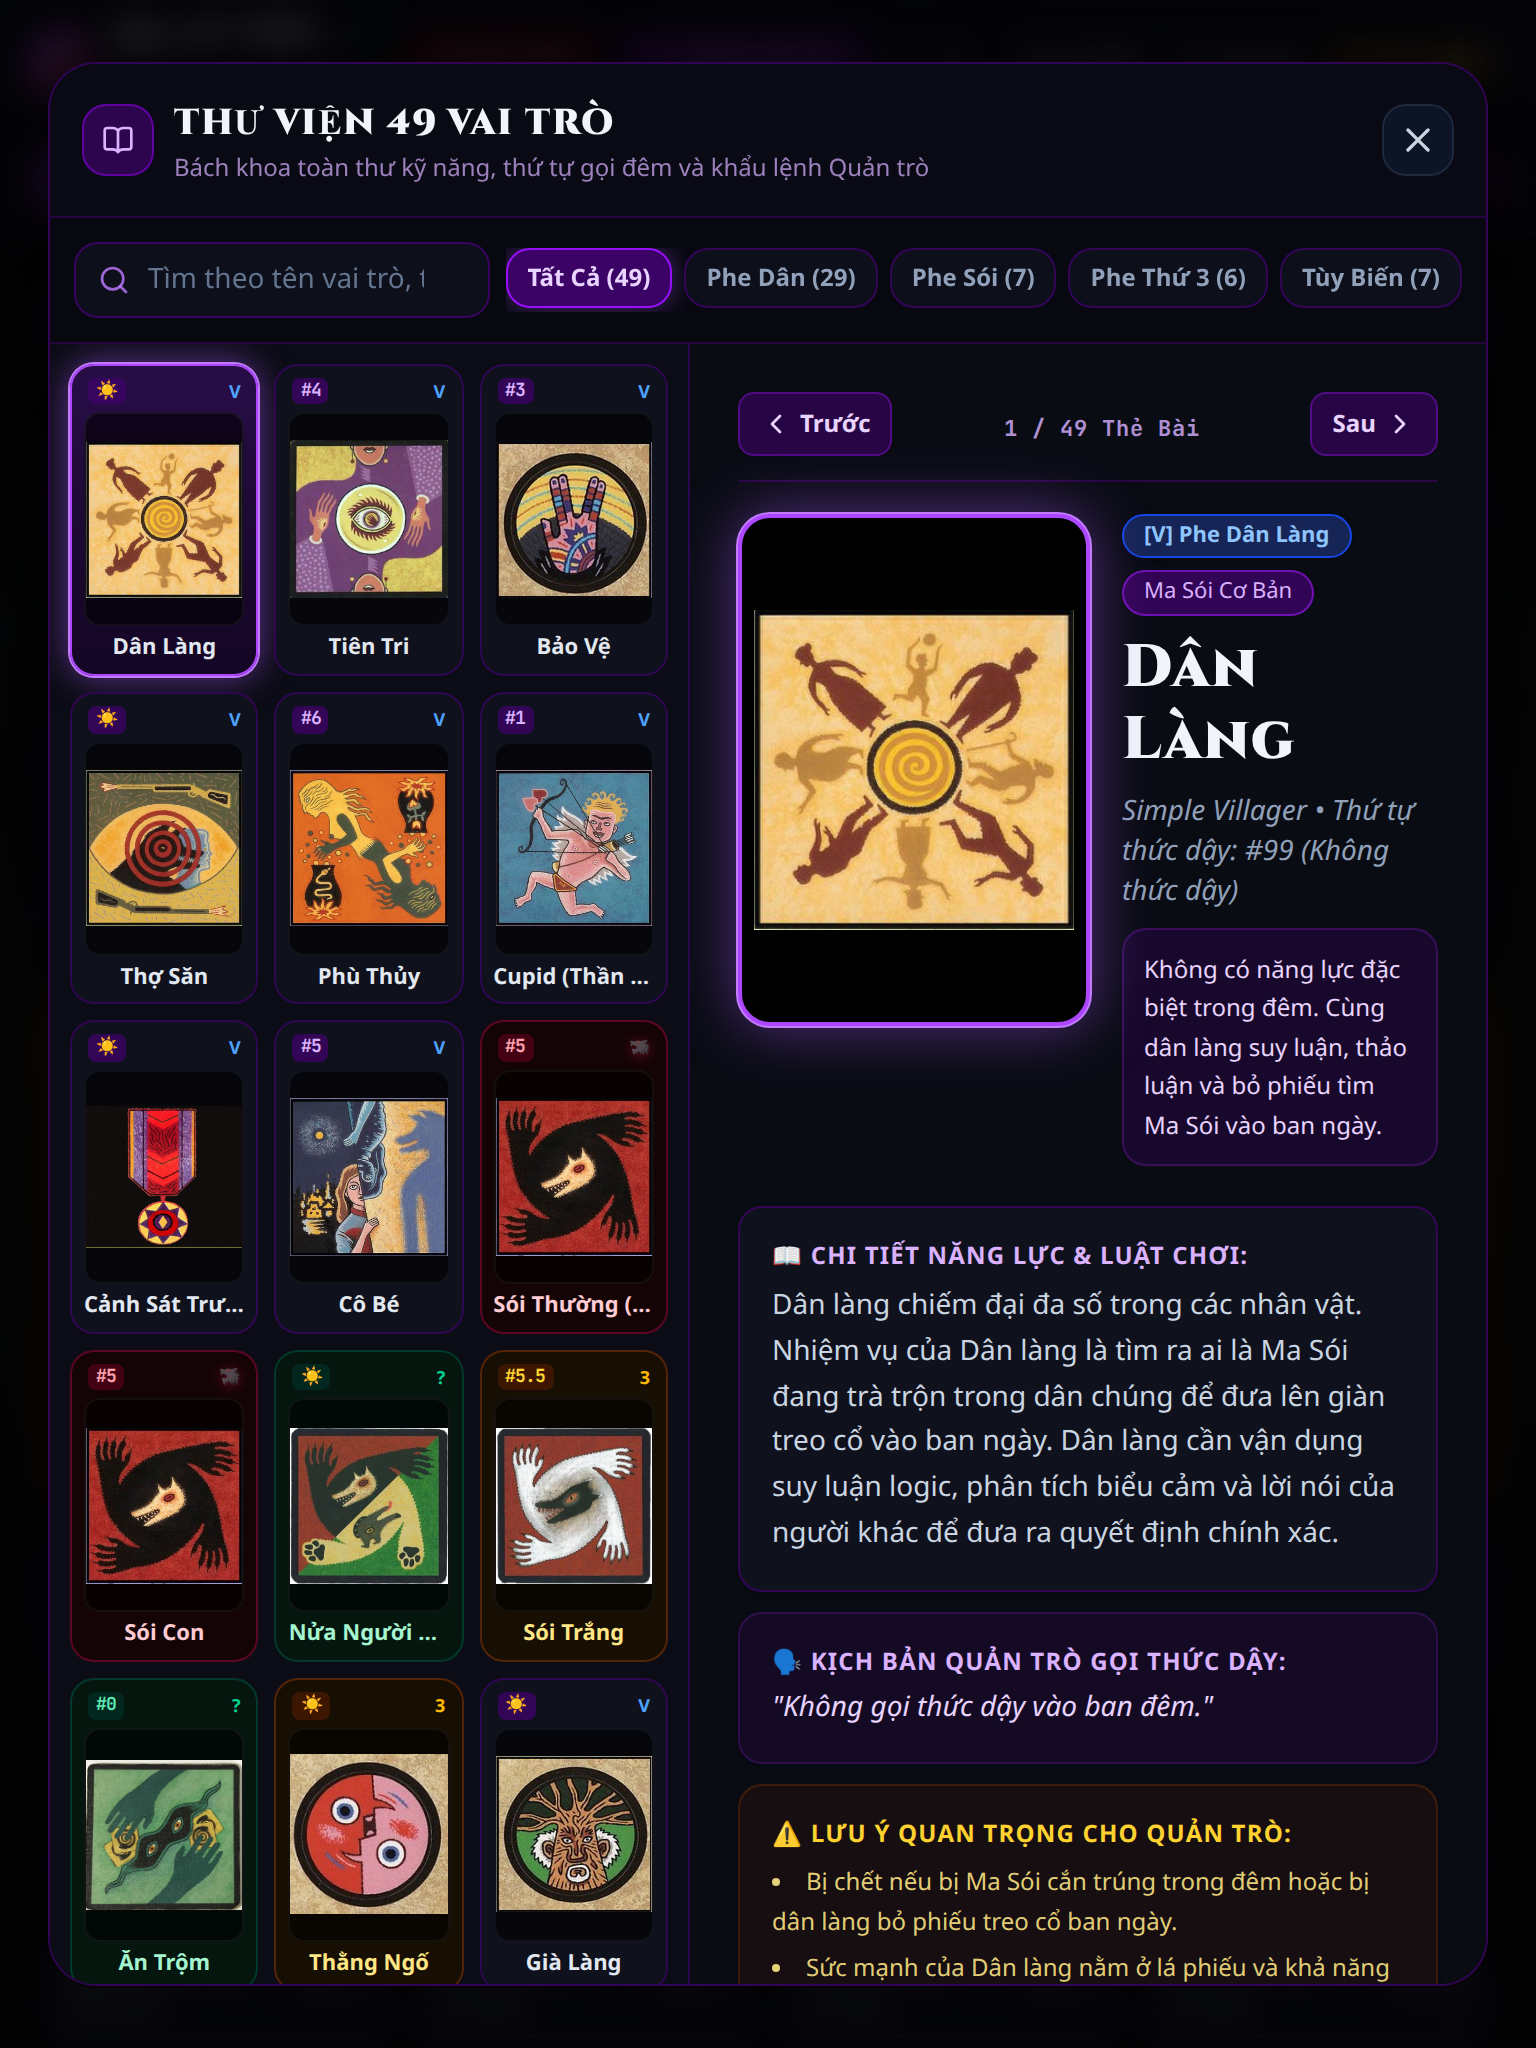 THƯ VIỆN 49 VAI TRÒ
Bách khoa toàn thư kỹ năng, thứ tự gọi đêm và khẩu lệnh Quản trò
Tìm theo tên vai trò, t
Tất Cả (49)
Phe Dân (29)
Phe Sói (7)
Phe Thứ 3 (6)
Tùy Biến (7)
V
Dân Làng
#4 V
Tiên Tri
#3 V
Bảo Vệ
V
Thợ Săn
#6 V
Phù Thủy
#1 V
Cupid (Thần ...
V
Cảnh Sát Trư...
#5 V
Cô Bé
#5
Sói Thường (...
#5
Sói Con
?
Nửa Người ...
#5.5 3
Sói Trắng
#0 ?
Ăn Trộm
3
Thằng Ngố
V
Già Làng
Trước
1 / 49 Thẻ Bài
Sau
[V] Phe Dân Làng
Ma Sói Cơ Bản
DÂN
LÀNG
Simple Villager • Thứ tự
thức dậy: #99 (Không
thức dậy)
Không có năng lực đặc
biệt trong đêm. Cùng
dân làng suy luận, thảo
luận và bỏ phiếu tìm
Ma Sói vào ban ngày.
CHI TIẾT NĂNG LỰC & LUẬT CHƠI:
Dân làng chiếm đại đa số trong các nhân vật.
Nhiệm vụ của Dân làng là tìm ra ai là Ma Sói
đang trà trộn trong dân chúng để đưa lên giàn
treo cổ vào ban ngày. Dân làng cần vận dụng
suy luận logic, phân tích biểu cảm và lời nói của
người khác để đưa ra quyết định chính xác.
KỊCH BẢN QUẢN TRÒ GỌI THỨC DẬY:
"Không gọi thức dậy vào ban đêm."
LƯU Ý QUAN TRỌNG CHO QUẢN TRÒ:
• Bị chết nếu bị Ma Sói cắn trúng trong đêm hoặc bị
dân làng bỏ phiếu treo cổ ban ngày.
• Sức mạnh của Dân làng nằm ở lá phiếu và khả năng